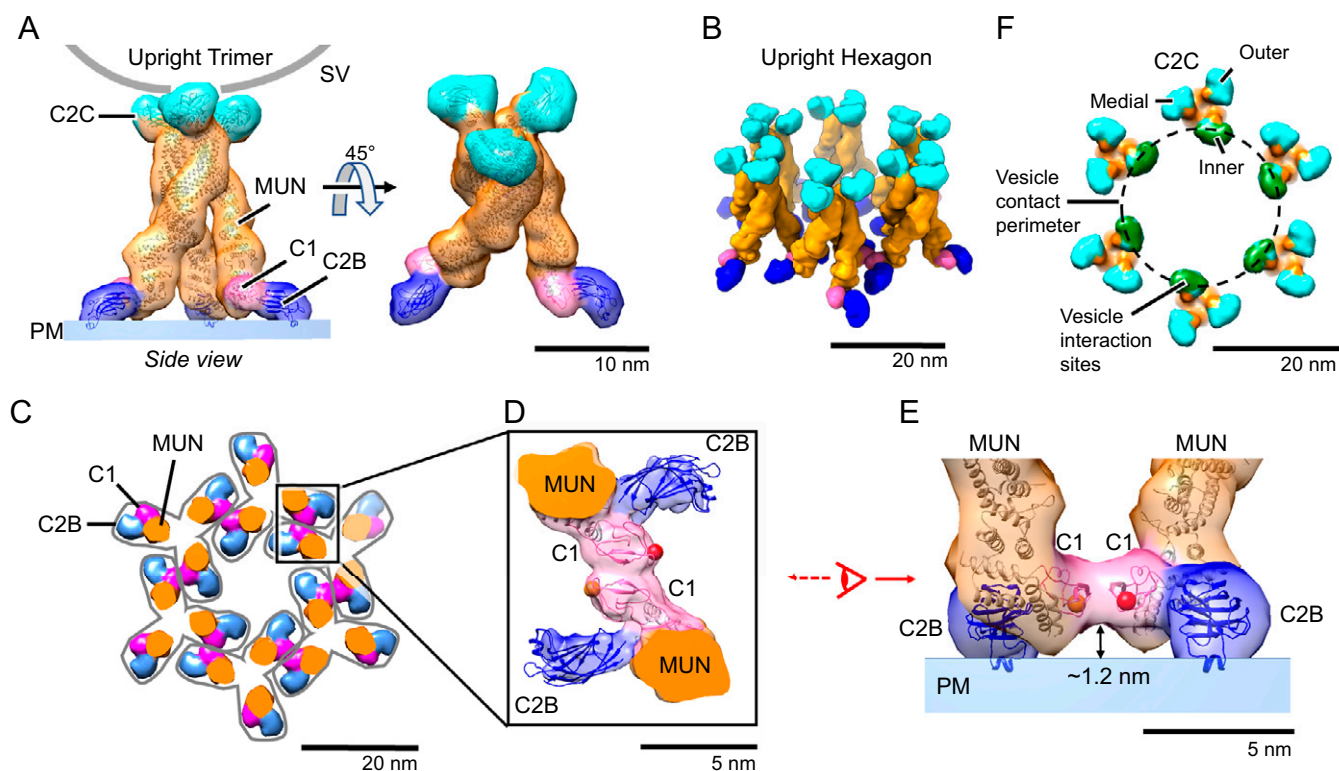 A
Upright Trimer
SV
C2C
MUN
45°
C1
C2B
PM
Side view
10 nm
B
Upright Hexagon
20 nm
F
C2C
Outer
Medial
Inner
Vesicle
contact
perimeter
Vesicle
interaction
sites
20 nm
C
MUN
C1
C2B
20 nm
D
C2B
MUN
C1
C1
MUN
C2B
5 nm
E
MUN
MUN
C1
C1
C2B
C2B
PM
~1.2 nm
5 nm